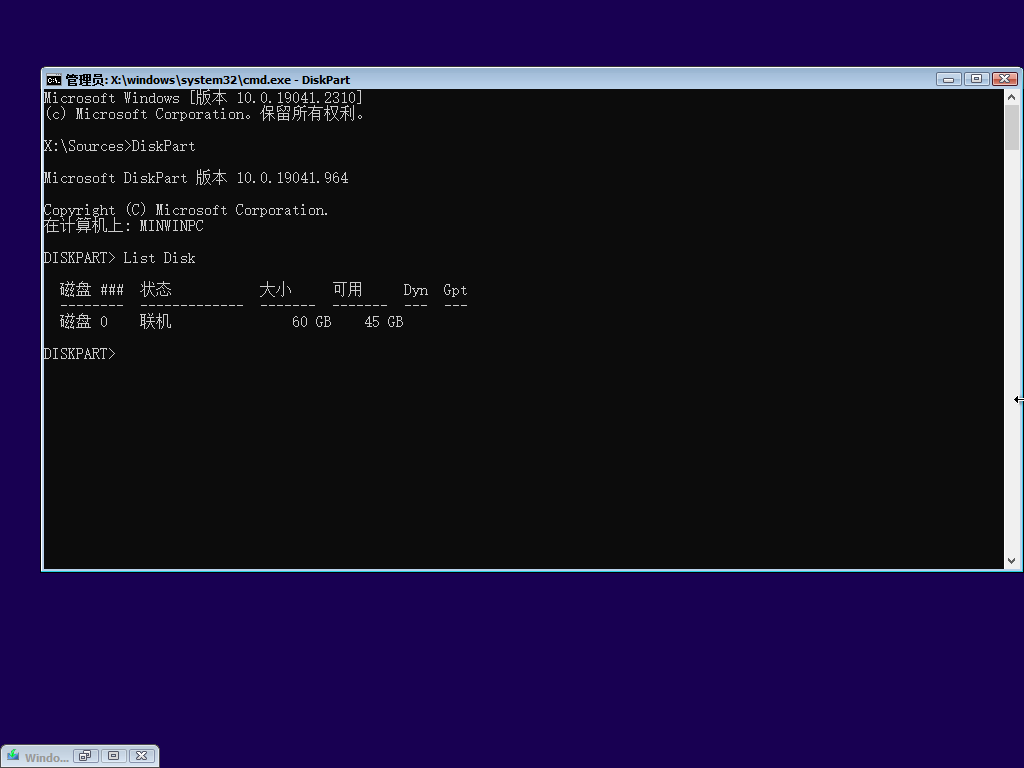 管理员: X:\windows\system32\cmd.exe - DiskPart
Microsoft Windows [版本 10.0.19041.2310]
(c) Microsoft Corporation。保留所有权利。
X:\Sources>DiskPart
Microsoft DiskPart 版本 10.0.19041.964
Copyright (C) Microsoft Corporation.
在计算机上: MINWINPC
DISKPART> List Disk
磁盘 ### 状态 大小 可用 Dyn Gpt
-------- ------------- ------- ------- --- ---
磁盘 0 联机 60 GB 45 GB
DISKPART>
Windo...